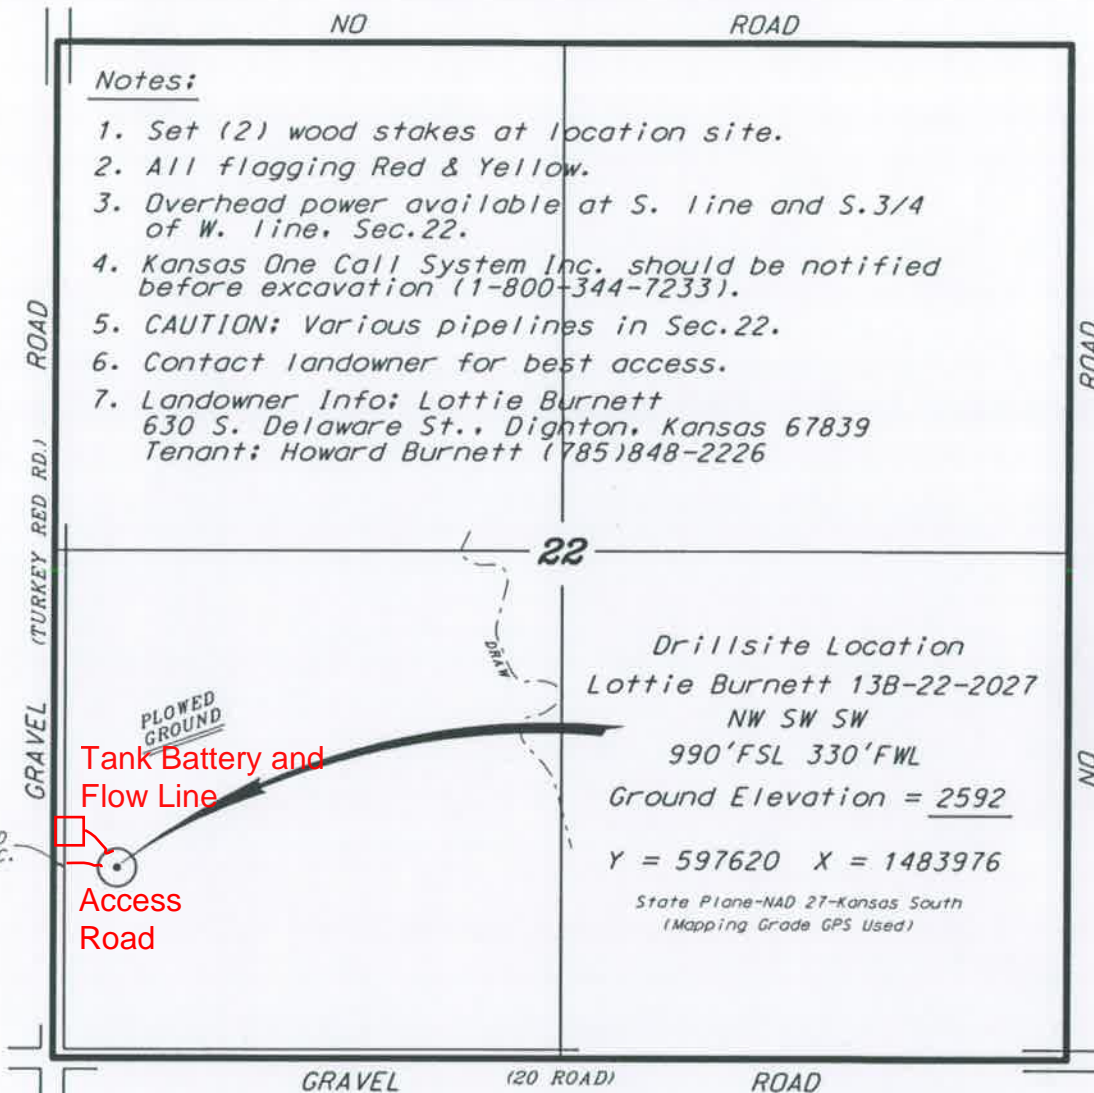 NO ROAD
Notes:
1. Set (2) wood stakes at location site.
2. All flagging Red & Yellow.
3. Overhead power available at S. line and S.3/4
of W. line, Sec.22.
4. Kansas One Call System Inc. should be notified
before excavation (1-800-344-7233).
5. CAUTION: Various pipelines in Sec.22.
6. Contact landowner for best access.
7. Landowner Info: Lottie Burnett
630 S. Delaware St., Dighton, Kansas 67839
Tenant: Howard Burnett (785)848-2226
GRAVEL (TURKEY RED RD.) ROAD
NO ROAD
22
DRAW
PLOWED
GROUND
Tank Battery and
Flow Line
Access
Road
Drillsite Location
Lottie Burnett 13B-22-2027
NW SW SW
990'FSL 330'FWL
Ground Elevation = 2592
Y = 597620 X = 1483976
State Plane-NAD 27-Kansas South
(Mapping Grade GPS Used)
GRAVEL (20 ROAD) ROAD